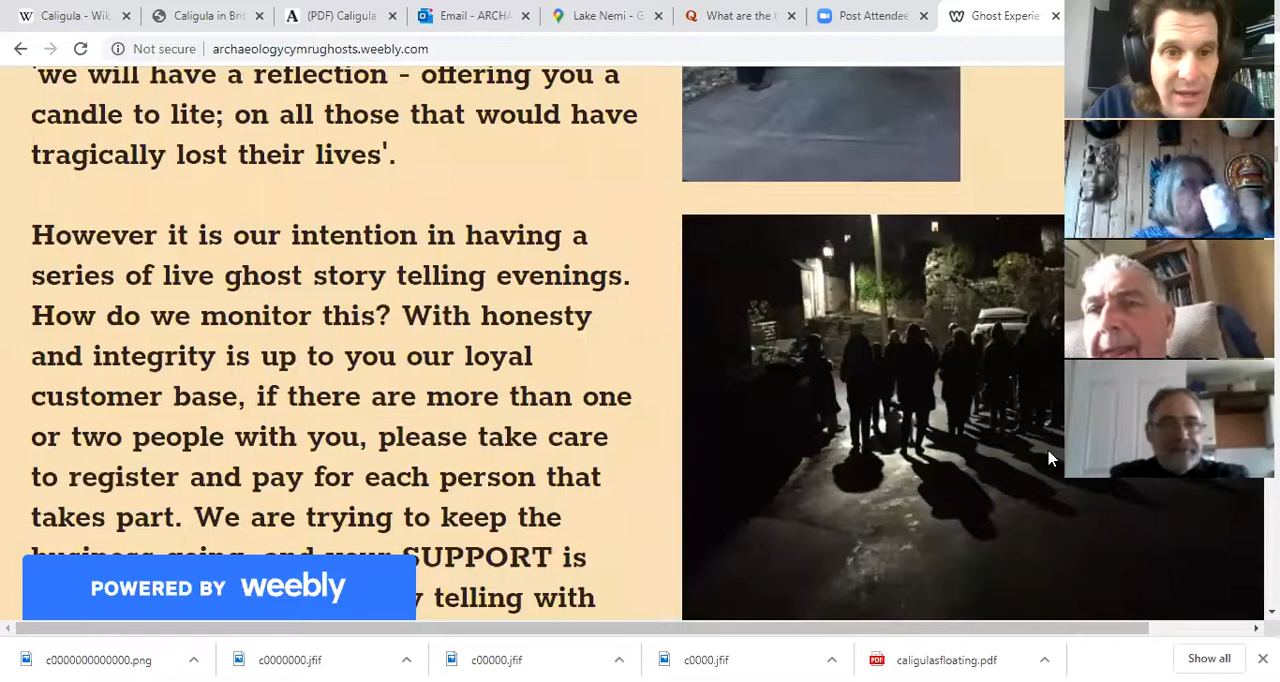 Caligula - Wik
Caligula in Brit
(PDF) Caligula
Email - ARCHA
Lake Nemi - G
What are the t
Post Attendee
Ghost Experie
Not secure
archaeologycymrughosts.weebly.com
'we will have a reflection - offering you a
candle to lite; on all those that would have
tragically lost their lives'.
However it is our intention in having a
series of live ghost story telling evenings.
How do we monitor this? With honesty
and integrity is up to you our loyal
customer base, if there are more than one
or two people with you, please take care
to register and pay for each person that
takes part. We are trying to keep the
business going, and your SUPPORT is
y telling with
POWERED BY weebly
c0000000000000.png
c0000000.jfif
c00000.jfif
c0000.jfif
caligulasfloating.pdf
Show all